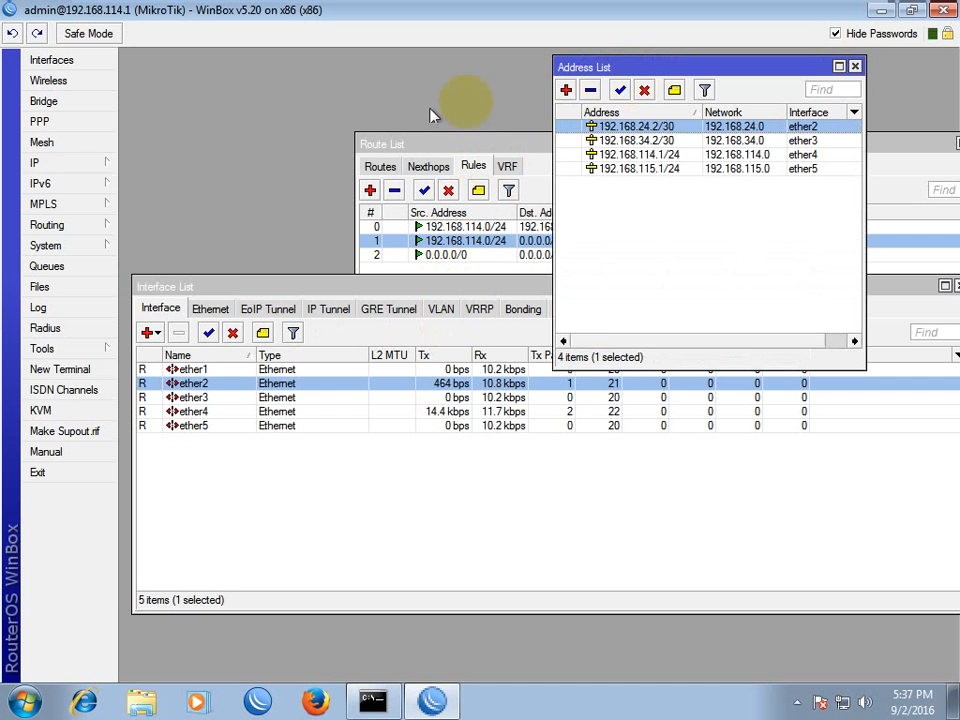 admin@192.168.114.1 (MikroTik) - WinBox v5.20 on x86 (x86)
Safe Mode
Hide Passwords
Interfaces
Wireless
Bridge
PPP
Mesh
IP
IPv6
MPLS
Routing
System
Queues
Files
Log
Radius
Tools
New Terminal
ISDN Channels
KVM
Make Supout.rif
Manual
Exit
RouterOS WinBox
Address List
Find
Address Network Interface
192.168.24.2/30 192.168.24.0 ether2
192.168.34.2/30 192.168.34.0 ether3
192.168.114.1/24 192.168.114.0 ether4
192.168.115.1/24 192.168.115.0 ether5
4 items (1 selected)
Route List
Routes Nexthops Rules VRF
Find
# Src. Address Dst. Ad
0 192.168.114.0/24 192.16
1 192.168.114.0/24 0.0.0.0/
2 0.0.0.0/0 0.0.0.0/
Interface List
Interface Ethernet EoIP Tunnel IP Tunnel GRE Tunnel VLAN VRRP Bonding
Find
Name Type L2 MTU Tx Rx Tx Pa
R ether1 Ethernet 0 bps 10.2 kbps 0 20 0 0 0 0
R ether2 Ethernet 464 bps 10.8 kbps 1 21 0 0 0 0
R ether3 Ethernet 0 bps 10.2 kbps 0 20 0 0 0 0
R ether4 Ethernet 14.4 kbps 11.7 kbps 2 22 0 0 0 0
R ether5 Ethernet 0 bps 10.2 kbps 0 20 0 0 0 0
5 items (1 selected)
5:37 PM
9/2/2016